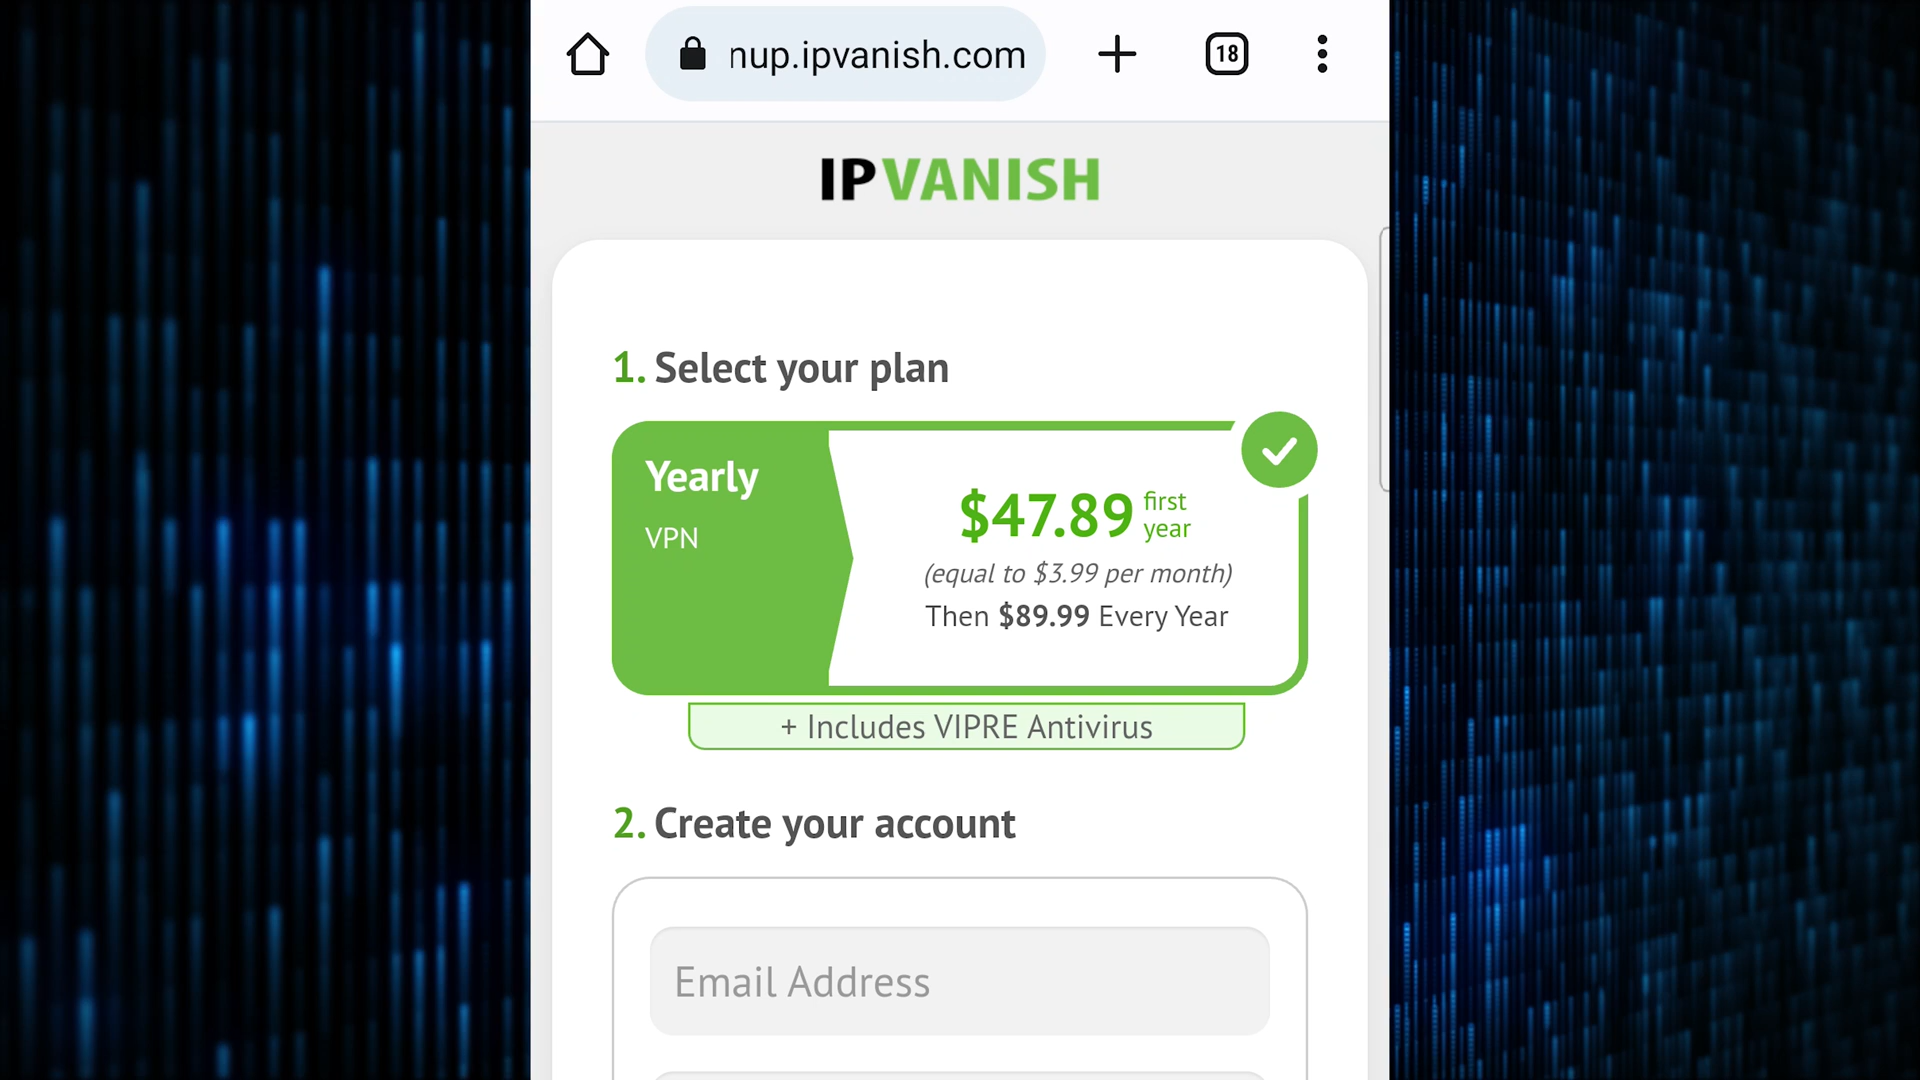 nup.ipvanish.com
18
IPVANISH
1. Select your plan
Yearly
VPN
$47.89 first year
(equal to $3.99 per month)
Then $89.99 Every Year
+ Includes VIPRE Antivirus
2. Create your account
Email Address